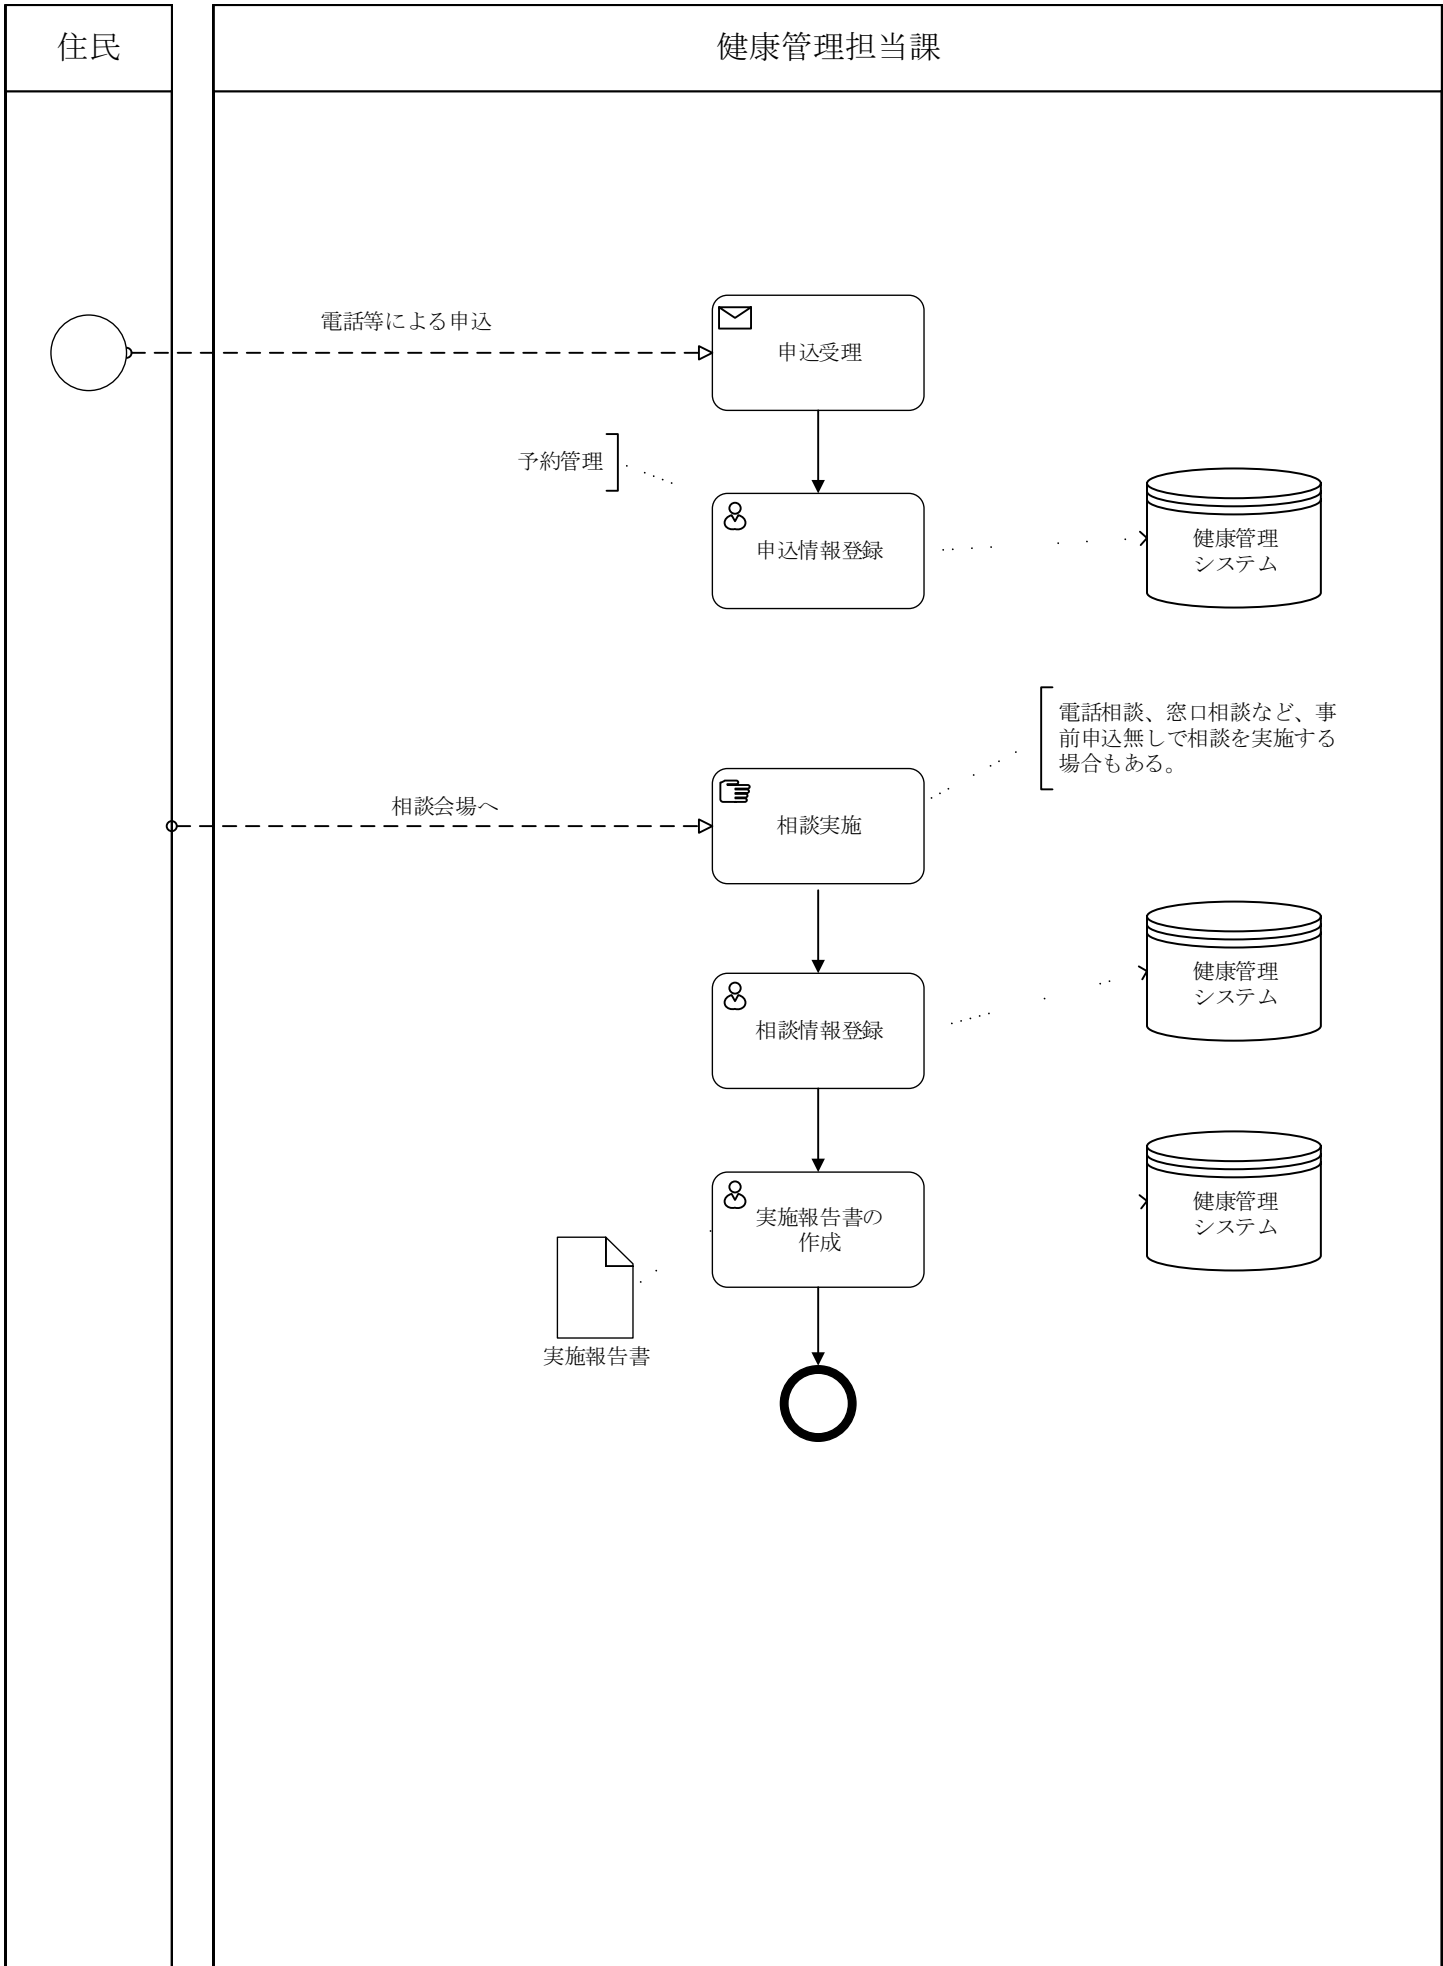 住民
健康管理担当課
電話等による申込
申込受理
予約管理
申込情報登録
健康管理
システム
電話相談、窓口相談など、事
前申込無しで相談を実施する
場合もある。
相談会場へ
相談実施
健康管理
システム
相談情報登録
健康管理
システム
実施報告書の
作成
実施報告書